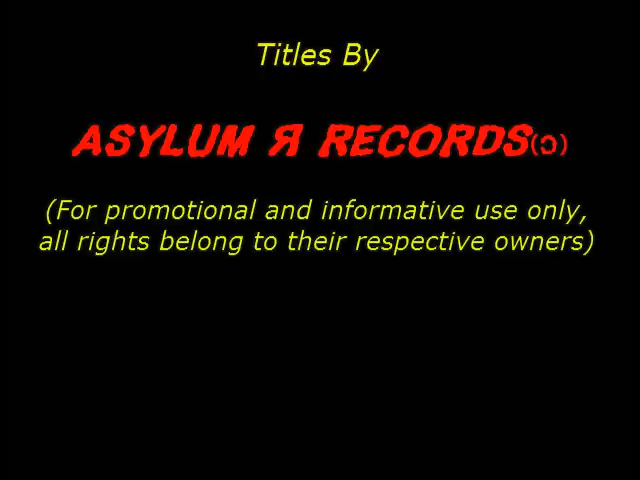 Titles By
ASYLUM Я RECORDS(ɔ)
(For promotional and informative use only,
all rights belong to their respective owners)